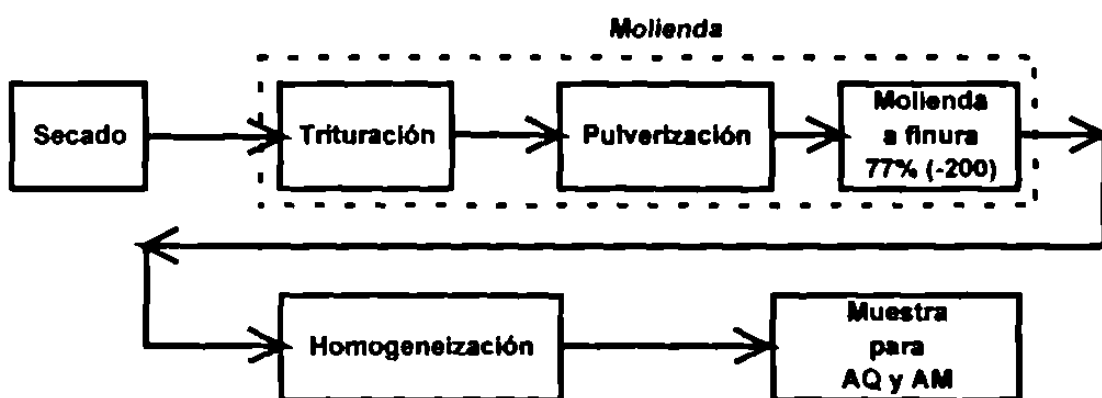 Molienda
Secado
Trituración
Pulverización
Molienda
a finura
77% (-200)
Homogeneización
Muestra
para
AQ y AM